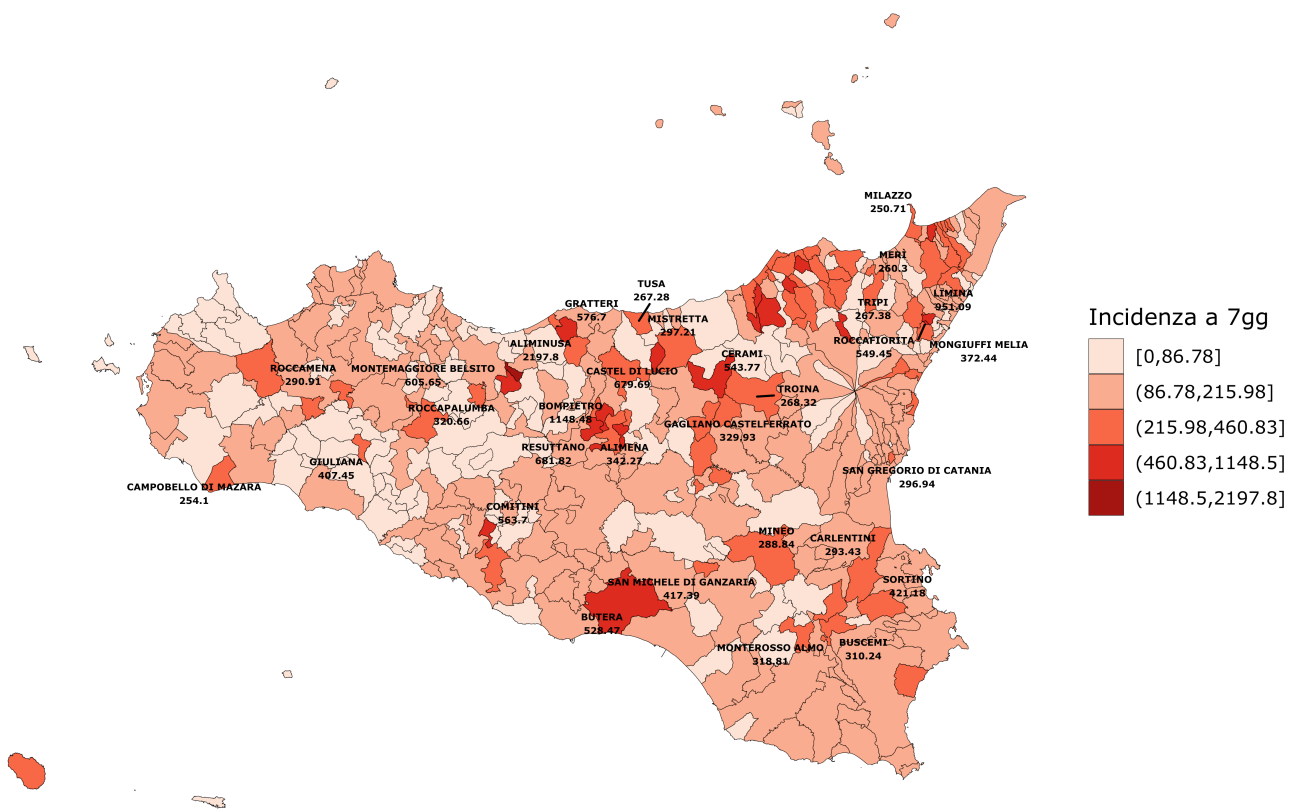 MILAZZO
250.71
MERÌ
260.3
TUSA
267.28
LIMINA
951.09
GRATTERI
576.7
TRIPI
267.38
MISTRETTA
297.21
ROCCAFIORITA
549.45
MONGIUFFI MELIA
372.44
ALIMINUSA
2197.8
CERAMI
543.77
ROCCAMENA
290.91
MONTEMAGGIORE BELSITO
605.65
CASTEL DI LUCIO
679.69
TROINA
268.32
ROCCAPALUMBA
320.66
BOMPIETRO
1148.48
GAGLIANO CASTELFERRATO
329.93
RESUTTANO
681.82
ALIMENA
342.27
GIULIANA
407.45
SAN GREGORIO DI CATANIA
296.94
CAMPOBELLO DI MAZARA
254.1
COMITINI
563.7
MINEO
288.84
CARLENTINI
293.43
SAN MICHELE DI GANZARIA
417.39
SORTINO
421.18
BUTERA
528.47
MONTEROSSO ALMO
318.81
BUSCEMI
310.24
Incidenza a 7gg
[0,86.78]
(86.78,215.98]
(215.98,460.83]
(460.83,1148.5]
(1148.5,2197.8]